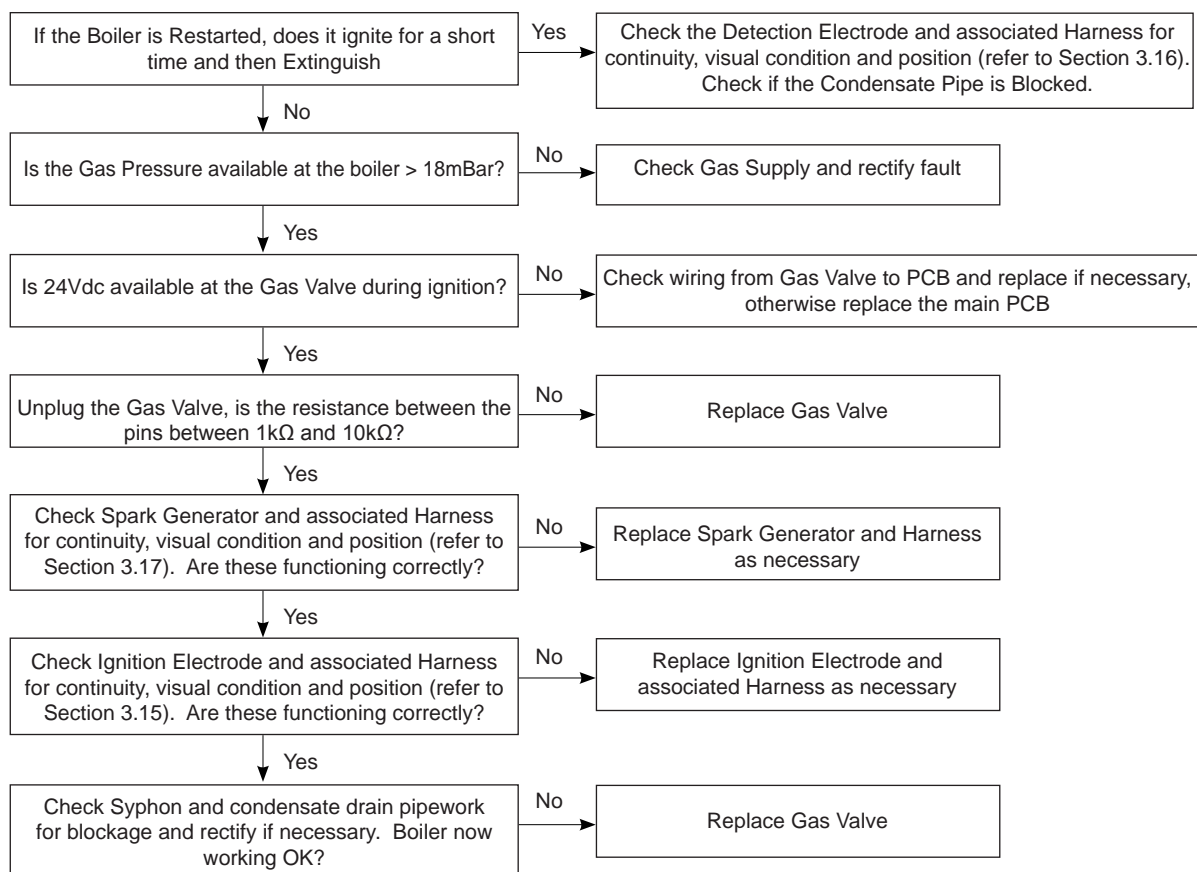 If the Boiler is Restarted, does it ignite for a short
time and then Extinguish
Yes
Check the Detection Electrode and associated Harness for
continuity, visual condition and position (refer to Section 3.16).
Check if the Condensate Pipe is Blocked.
No
Is the Gas Pressure available at the boiler > 18mBar?
No
Check Gas Supply and rectify fault
Yes
Is 24Vdc available at the Gas Valve during ignition?
No
Check wiring from Gas Valve to PCB and replace if necessary,
otherwise replace the main PCB
Yes
Unplug the Gas Valve, is the resistance between the
pins between 1kΩ and 10kΩ?
No
Replace Gas Valve
Yes
Check Spark Generator and associated Harness
for continuity, visual condition and position (refer to
Section 3.17). Are these functioning correctly?
No
Replace Spark Generator and Harness
as necessary
Yes
Check Ignition Electrode and associated Harness
for continuity, visual condition and position (refer to
Section 3.15). Are these functioning correctly?
No
Replace Ignition Electrode and
associated Harness as necessary
Yes
Check Syphon and condensate drain pipework
for blockage and rectify if necessary. Boiler now
working OK?
No
Replace Gas Valve